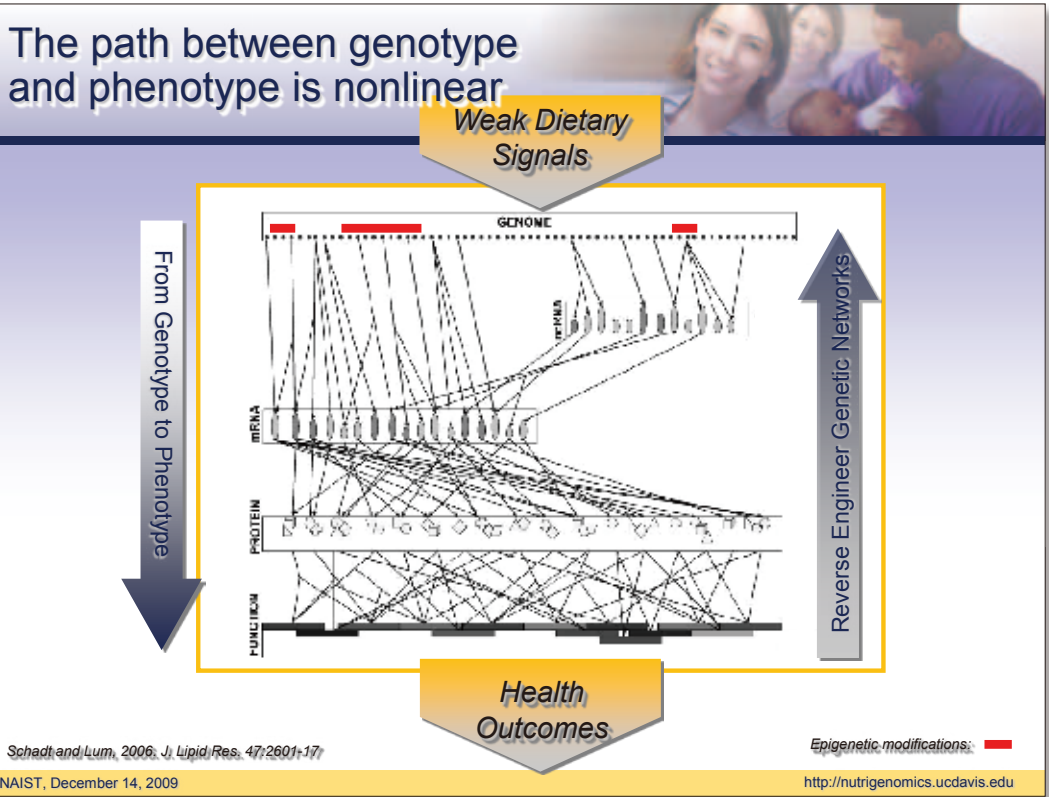 The path between genotype
and phenotype is nonlinear
Weak Dietary
Signals
From Genotype to Phenotype
GENOME
ncRNA
mRNA
PROTEIN
FUNCTION
Reverse Engineer Genetic Networks
Health
Outcomes
Schadt and Lum, 2006. J. Lipid Res. 47:2601-17
Epigenetic modifications:
NAIST, December 14, 2009
http://nutrigenomics.ucdavis.edu